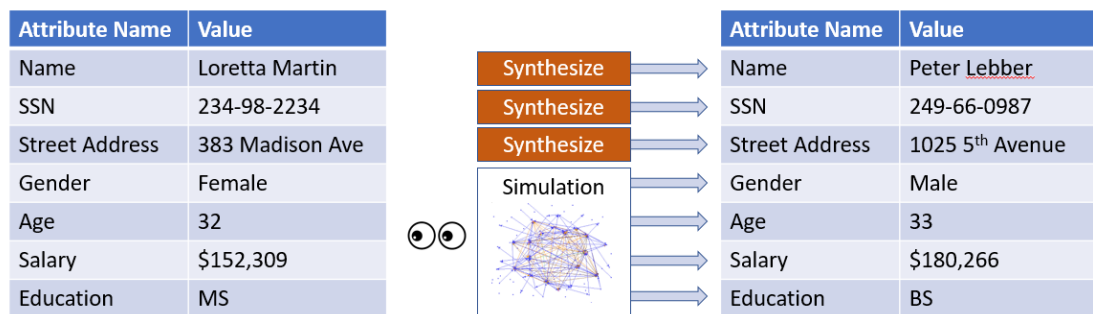 Attribute Name Value
Name Loretta Martin
SSN 234-98-2234
Street Address 383 Madison Ave
Gender Female
Age 32
Salary $152,309
Education MS
Synthesize
Synthesize
Synthesize
Simulation
Attribute Name Value
Name Peter Lebber
SSN 249-66-0987
Street Address 1025 5th Avenue
Gender Male
Age 33
Salary $180,266
Education BS